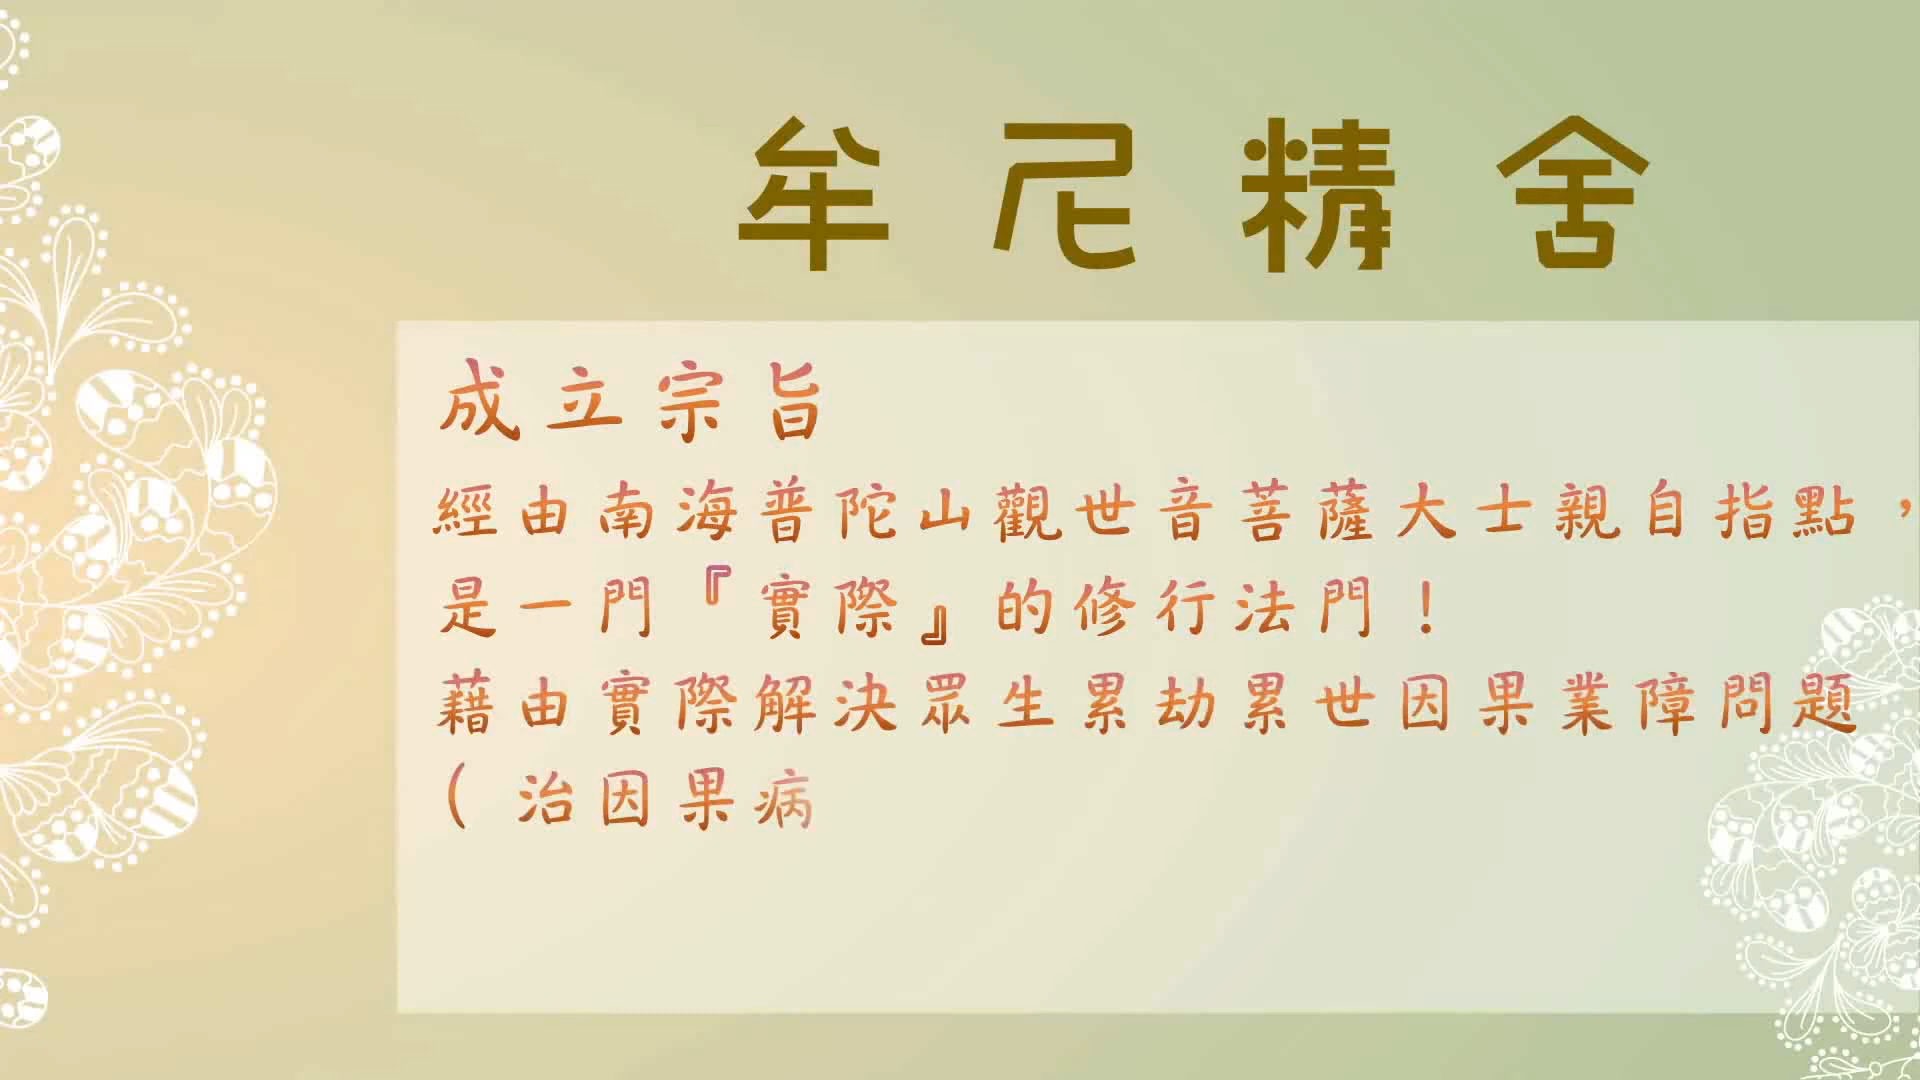 牟尼精舍
成立宗旨
經由南海普陀山觀世音菩薩大士親自指點，
是一門『實際』的修行法門！
藉由實際解決眾生累劫累世因果業障問題
（治因果病